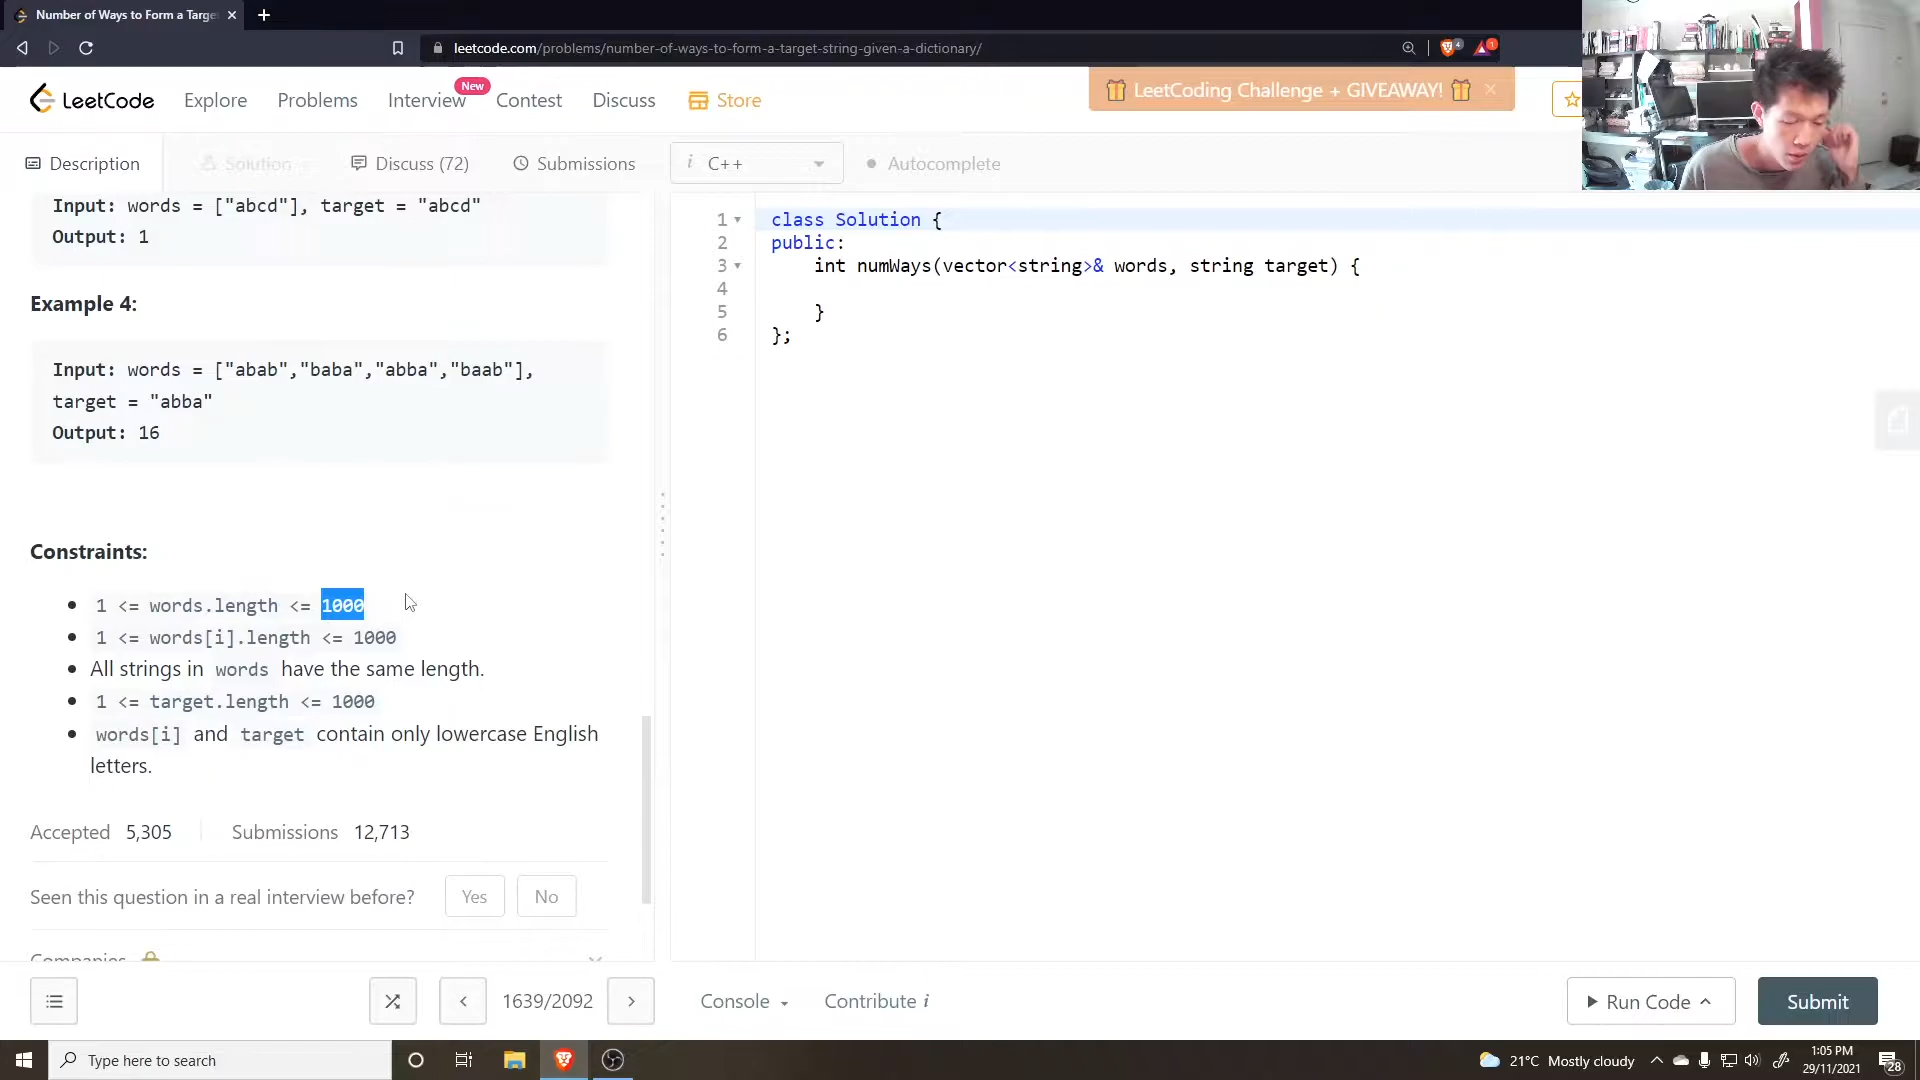 Number of Ways to Form a Targe
leetcode.com/problems/number-of-ways-to-form-a-target-string-given-a-dictionary/
4
1
LeetCode
Explore
Problems
Interview
New
Contest
Discuss
Store
LeetCoding Challenge + GIVEAWAY!
Description
Solution
Discuss (72)
Submissions
i C++
Autocomplete
Input: words = ["abcd"], target = "abcd"
Output: 1
Example 4:
Input: words = ["abab","baba","abba","baab"],
target = "abba"
Output: 16
Constraints:
1 <= words.length <= 1000
1 <= words[i].length <= 1000
All strings in words have the same length.
1 <= target.length <= 1000
words[i] and target contain only lowercase English
letters.
Accepted 5,305
Submissions 12,713
Seen this question in a real interview before?
Yes
No
Companies
1 class Solution {
2 public:
3 int numWays(vector<string>& words, string target) {
4
5 }
6 };
1639/2092
Console
Contribute i
Run Code
Submit
Type here to search
21°C Mostly cloudy
1:05 PM
29/11/2021
28